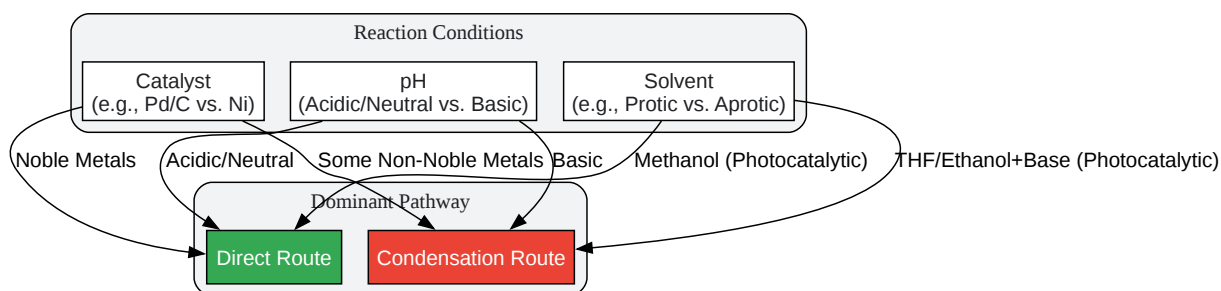 Reaction Conditions
Catalyst
(e.g., Pd/C vs. Ni)
pH
(Acidic/Neutral vs. Basic)
Solvent
(e.g., Protic vs. Aprotic)
Noble Metals
Acidic/Neutral
Some Non-Noble Metals
Basic
Methanol (Photocatalytic)
THF/Ethanol+Base (Photocatalytic)
Dominant Pathway
Direct Route
Condensation Route